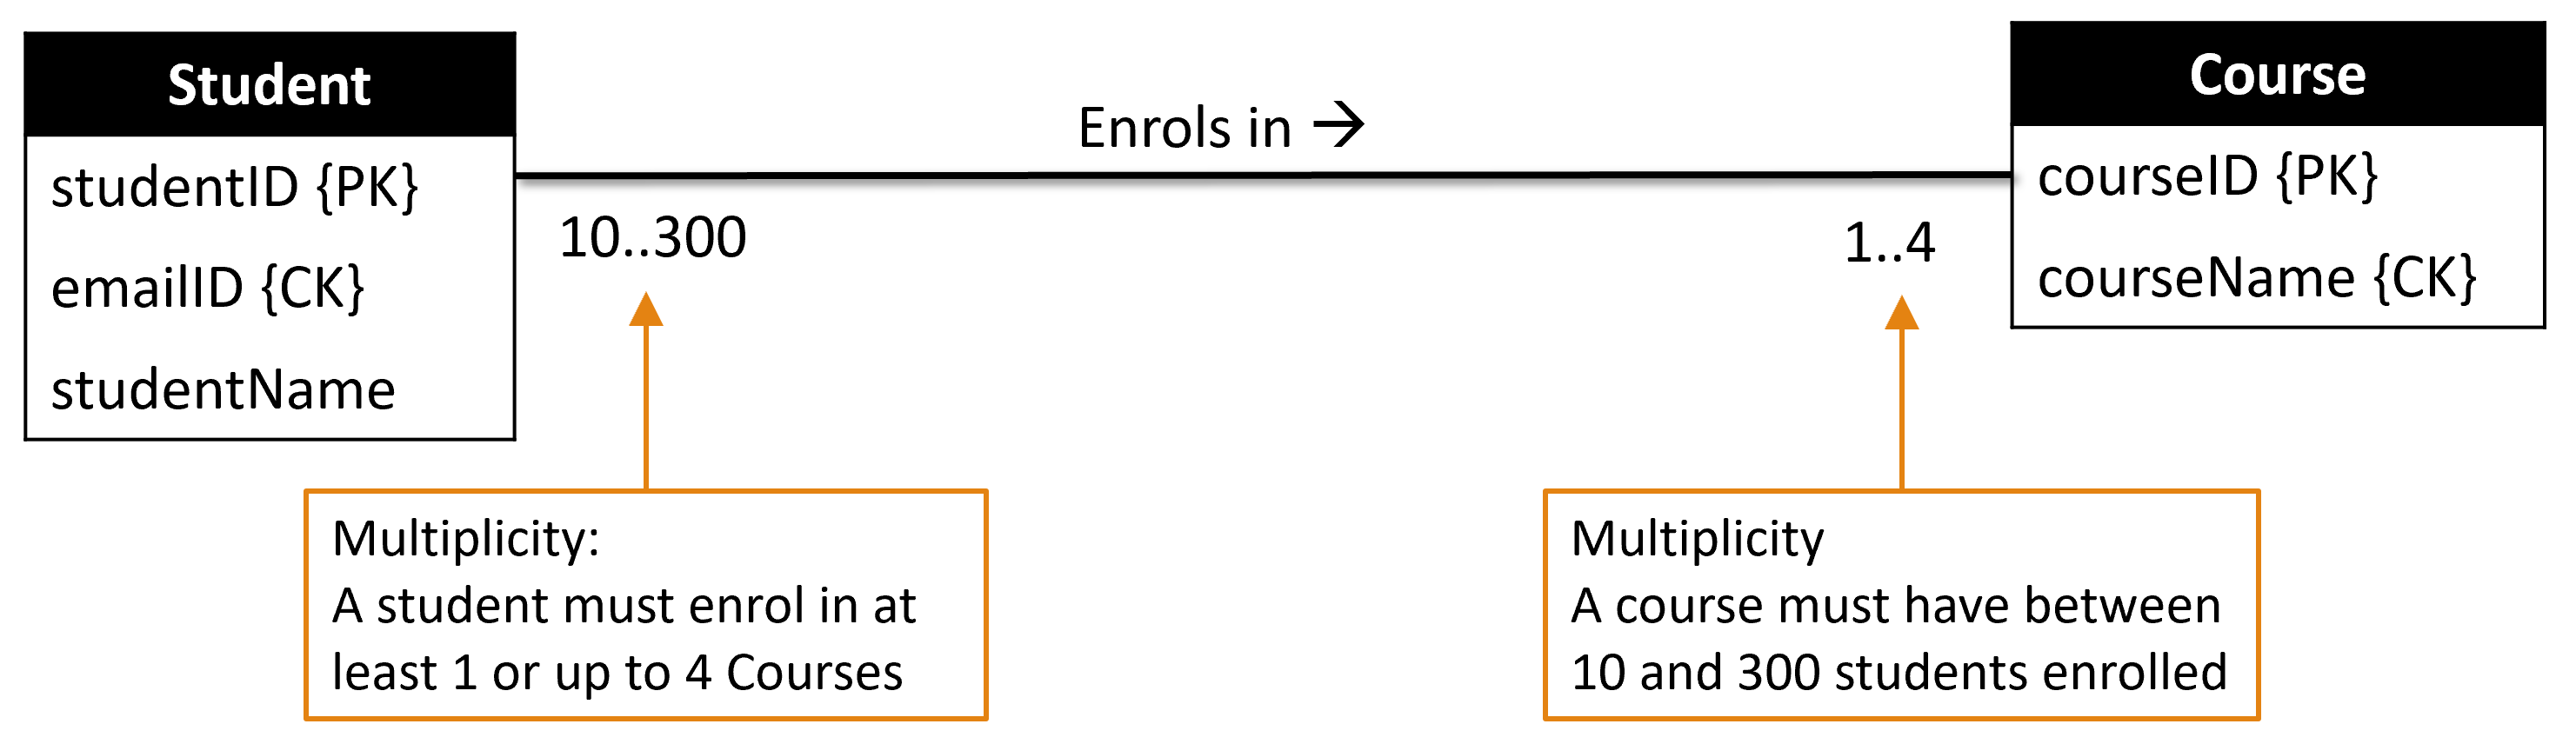 Student
studentID {PK}
emailID {CK}
studentName
Enrols in →
10..300
1..4
Course
courseID {PK}
courseName {CK}
Multiplicity:
A student must enrol in at
least 1 or up to 4 Courses
Multiplicity
A course must have between
10 and 300 students enrolled